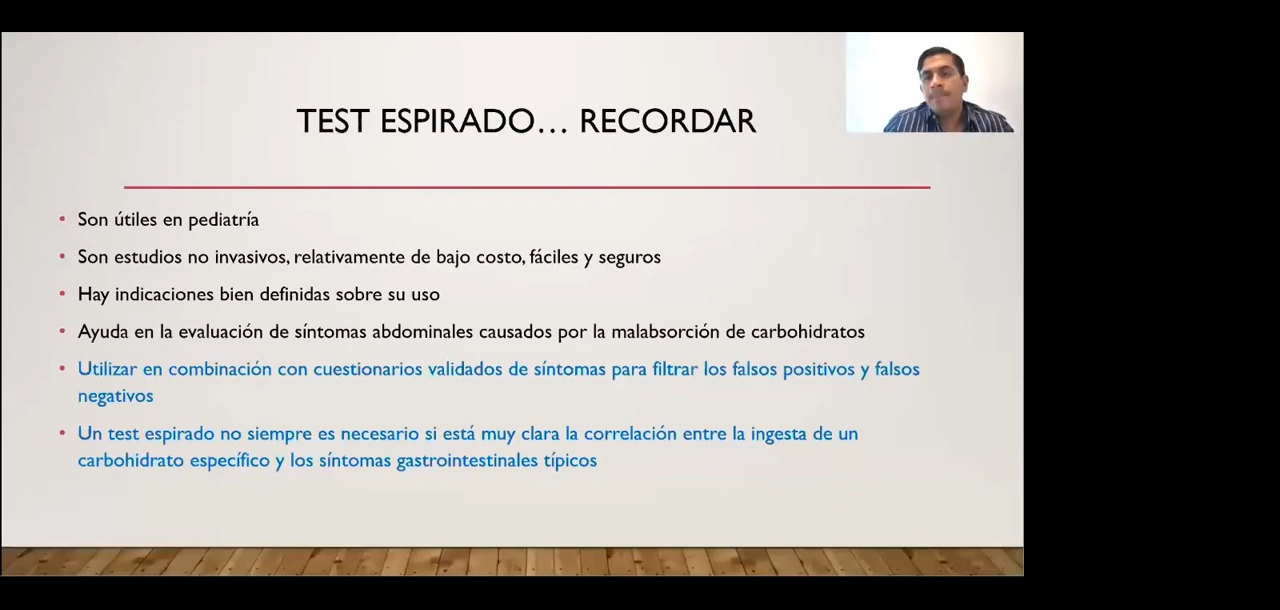 TEST ESPIRADO... RECORDAR
• Son útiles en pediatría
• Son estudios no invasivos, relativamente de bajo costo, fáciles y seguros
• Hay indicaciones bien definidas sobre su uso
• Ayuda en la evaluación de síntomas abdominales causados por la malabsorción de carbohidratos
• Utilizar en combinación con cuestionarios validados de síntomas para filtrar los falsos positivos y falsos
negativos
• Un test espirado no siempre es necesario si está muy clara la correlación entre la ingesta de un
carbohidrato específico y los síntomas gastrointestinales típicos